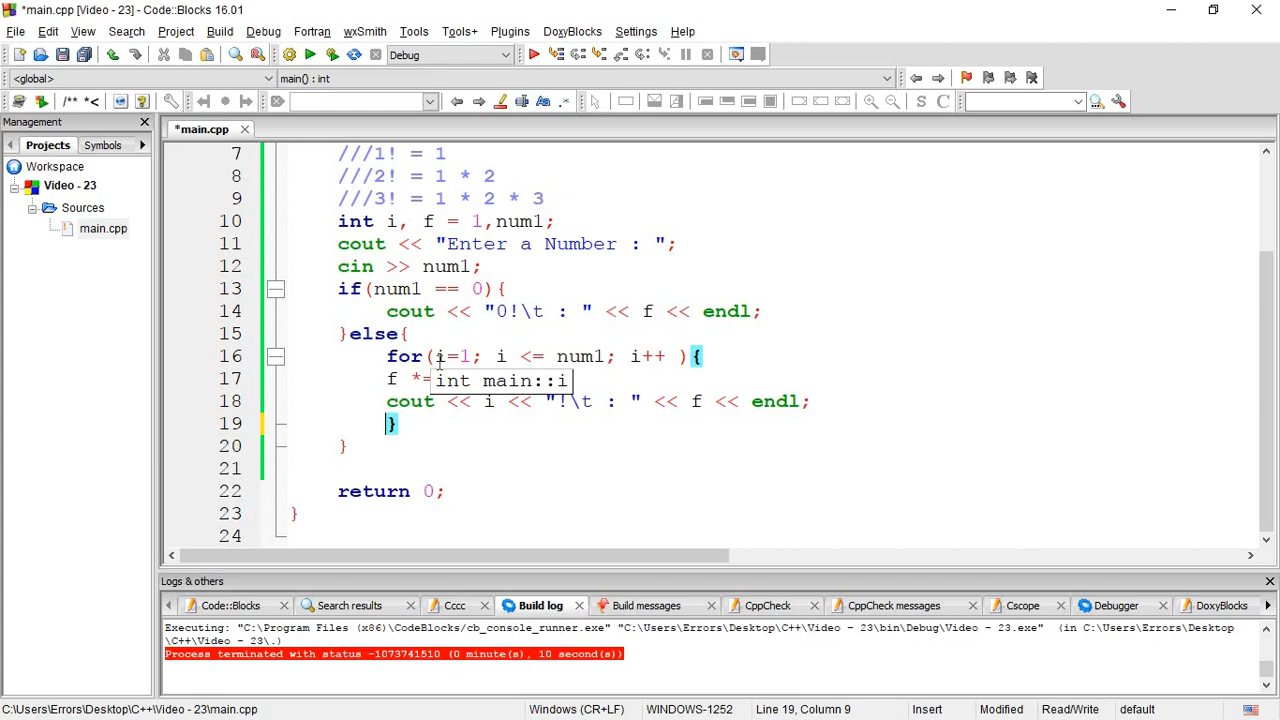 *main.cpp [Video - 23] - Code::Blocks 16.01
File Edit View Search Project Build Debug Fortran wxSmith Tools Tools+ Plugins DoxyBlocks Settings Help
Debug
<global> main() : int
/** *<
Aa .* S C
Management
Projects Symbols
Workspace
Video - 23
Sources
main.cpp
*main.cpp
7 ///1! = 1
8 ///2! = 1 * 2
9 ///3! = 1 * 2 * 3
10 int i, f = 1,num1;
11 cout << "Enter a Number : ";
12 cin >> num1;
13 if(num1 == 0){
14 cout << "0!\t : " << f << endl;
15 }else{
16 for(i=1; i <= num1; i++ ){
17 f *=
int main::i
18 cout << i << "!\t : " << f << endl;
19 }
20 }
21
22 return 0;
23 }
24
Logs & others
Code::Blocks Search results Cccc Build log Build messages CppCheck CppCheck messages Cscope Debugger DoxyBlocks
Executing: "C:\Program Files (x86)\CodeBlocks/cb_console_runner.exe" "C:\Users\Errors\Desktop\C++\Video - 23\bin\Debug\Video - 23.exe" (in C:\Users\Errors\Desktop
\C++\Video - 23\.)
Process terminated with status -1073741510 (0 minute(s), 10 second(s))
C:\Users\Errors\Desktop\C++\Video - 23\main.cpp Windows (CR+LF) WINDOWS-1252 Line 19, Column 9 Insert Modified Read/Write default